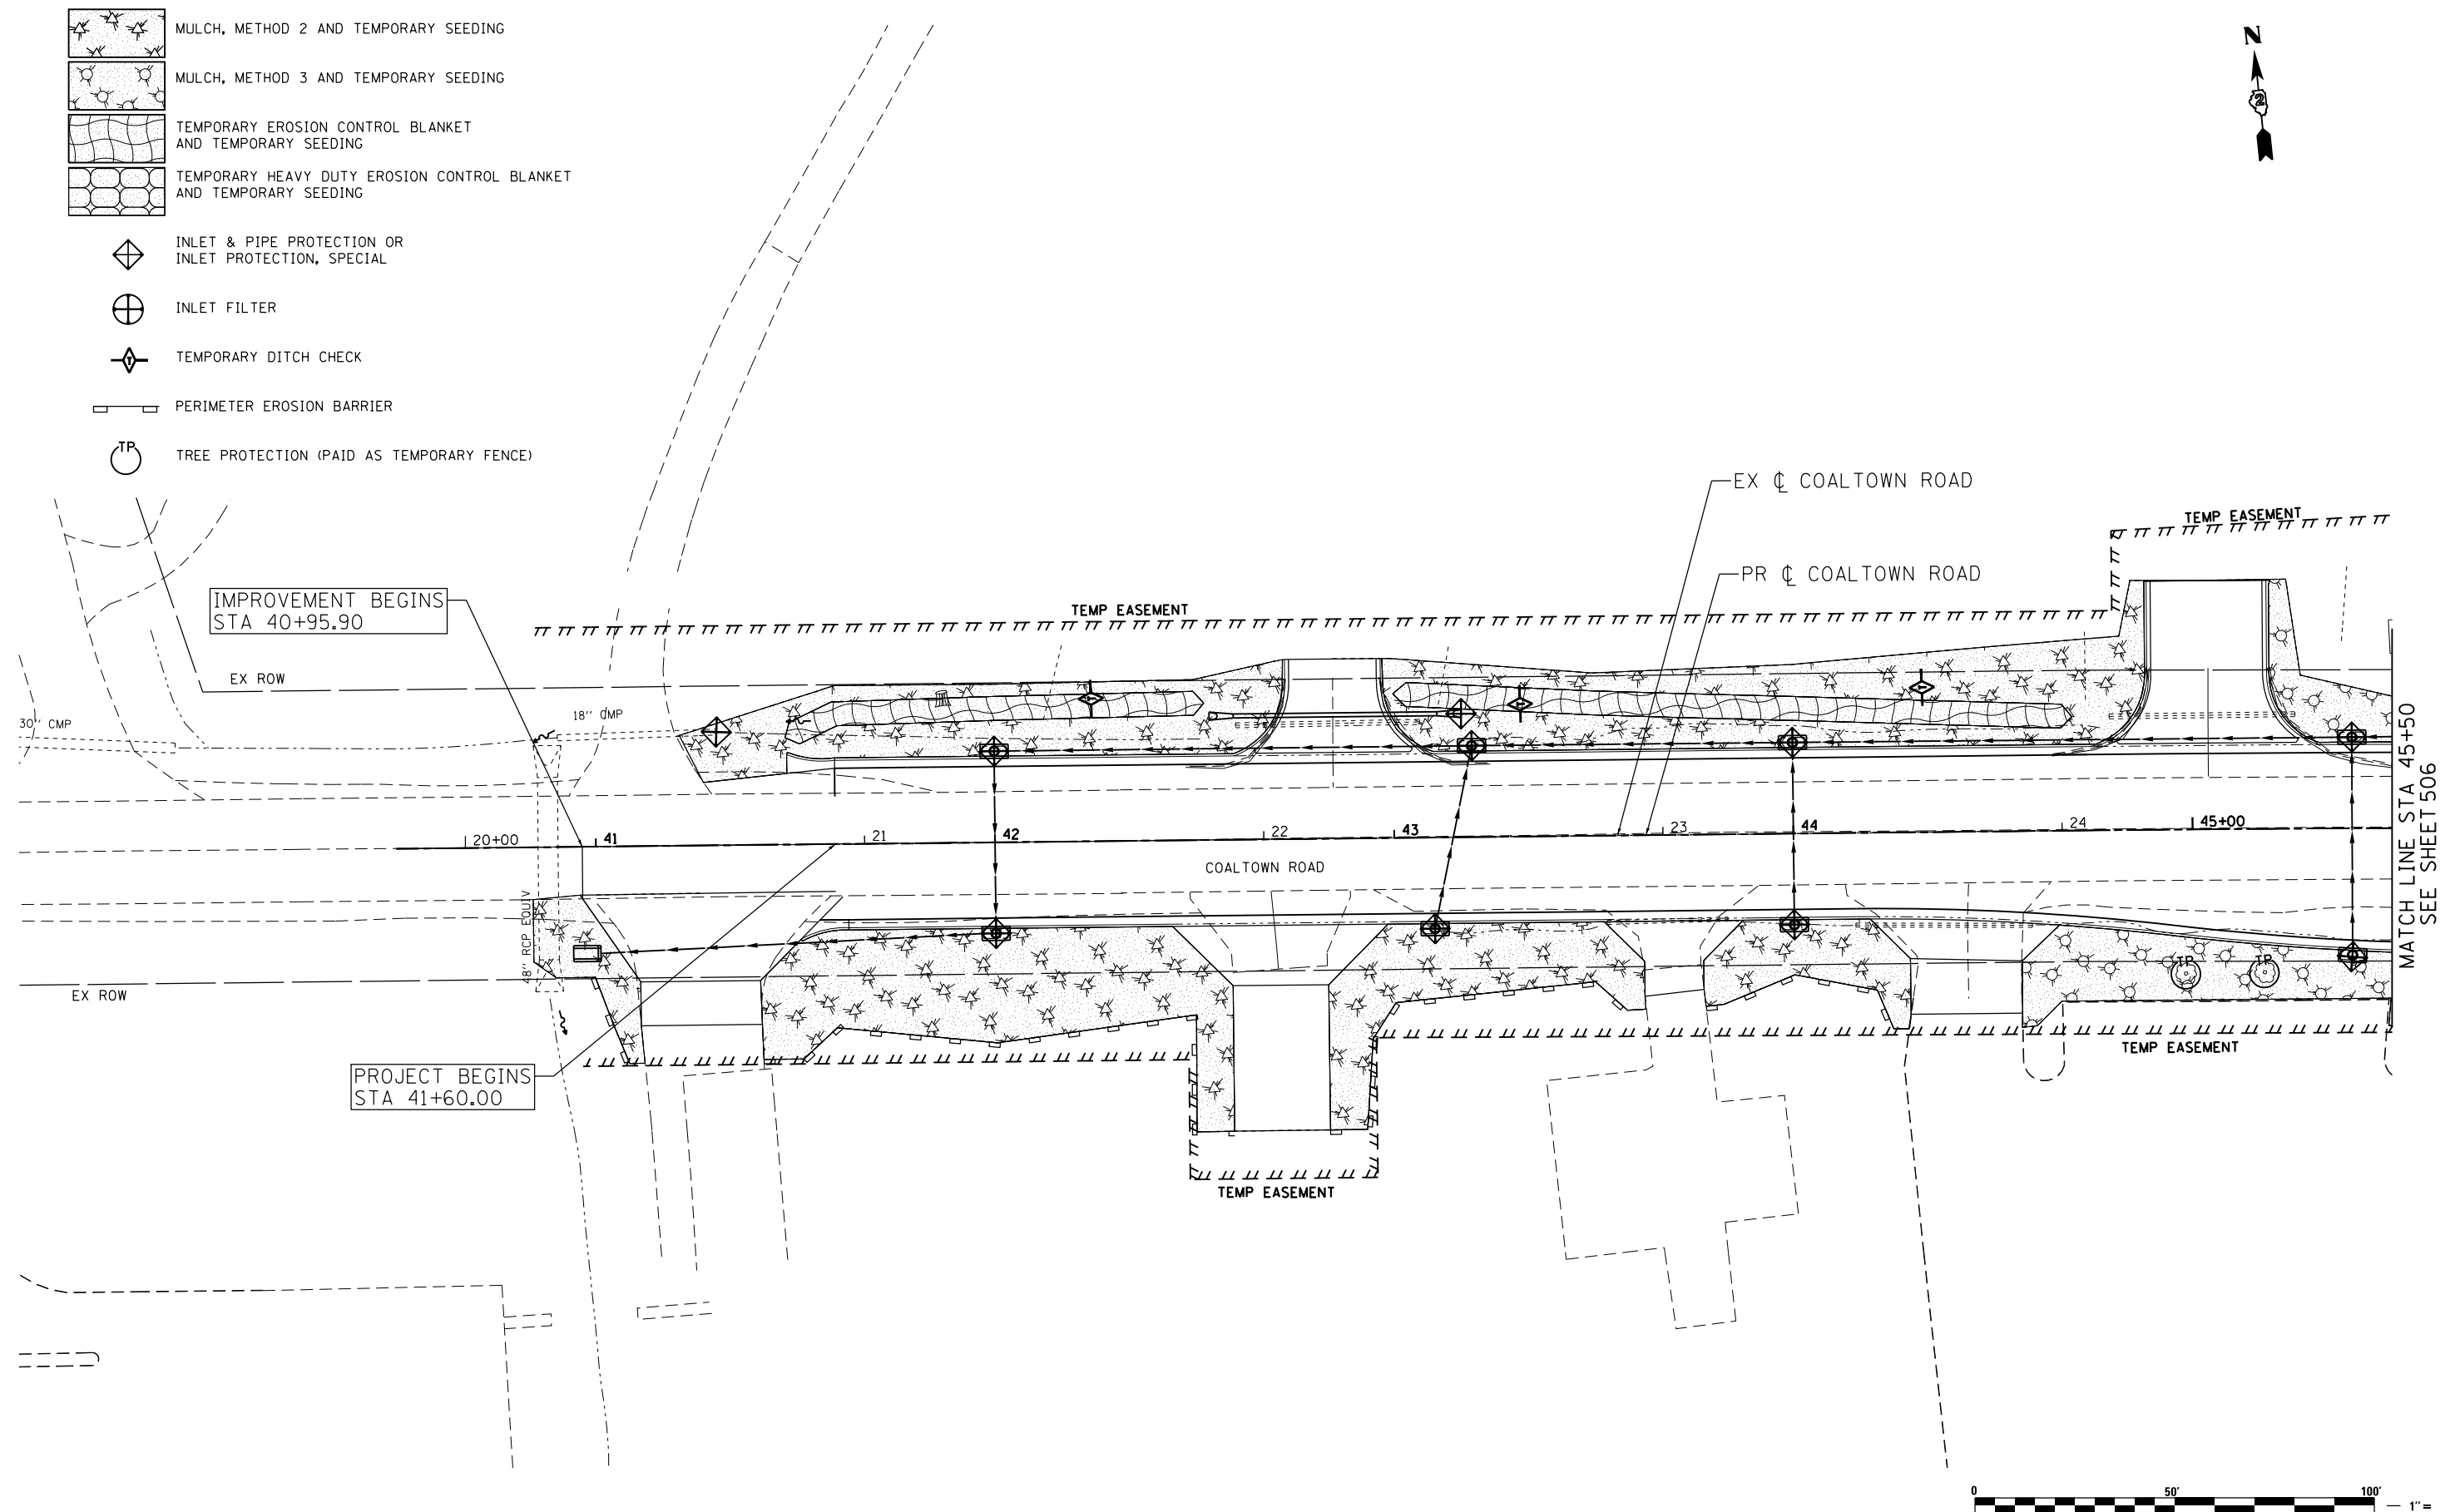 MULCH, METHOD 2 AND TEMPORARY SEEDING
MULCH, METHOD 3 AND TEMPORARY SEEDING
TEMPORARY EROSION CONTROL BLANKET
AND TEMPORARY SEEDING
TEMPORARY HEAVY DUTY EROSION CONTROL BLANKET
AND TEMPORARY SEEDING
INLET & PIPE PROTECTION OR
INLET PROTECTION, SPECIAL
INLET FILTER
TEMPORARY DITCH CHECK
PERIMETER EROSION BARRIER
TP
TREE PROTECTION (PAID AS TEMPORARY FENCE)
N
2
EX ℄ COALTOWN ROAD
PR ℄ COALTOWN ROAD
TEMP EASEMENT
TEMP EASEMENT
IMPROVEMENT BEGINS
STA 40+95.90
EX ROW
30'' CMP
18'' CMP
20+00
41
21
42
22
43
23
44
24
45+00
COALTOWN ROAD
48'' RCP EQUIV
EX ROW
TP
TP
TEMP EASEMENT
PROJECT BEGINS
STA 41+60.00
TEMP EASEMENT
MATCH LINE STA 45+50
SEE SHEET 506
0
50'
100'
1''=